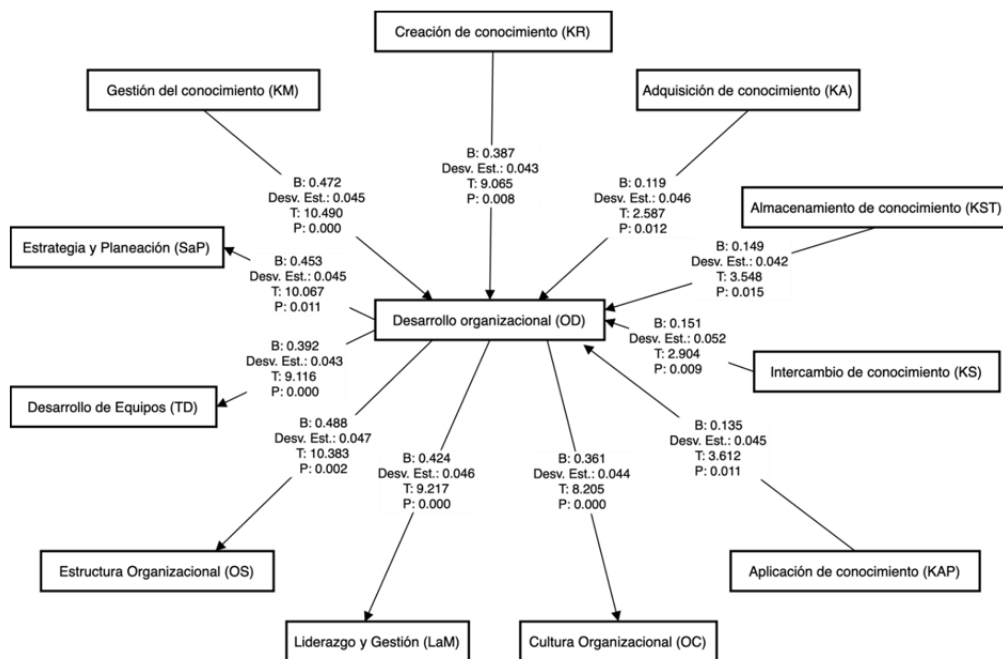 Creación de conocimiento (KR)
Gestión del conocimiento (KM)
Adquisición de conocimiento (KA)
B: 0.387
Desv. Est.: 0.043
T: 9.065
P: 0.008
B: 0.472
Desv. Est.: 0.045
T: 10.490
P: 0.000
B: 0.119
Desv. Est.: 0.046
T: 2.587
P: 0.012
Almacenamiento de conocimiento (KST)
B: 0.149
Desv. Est.: 0.042
T: 3.548
P: 0.015
Estrategia y Planeación (SaP)
B: 0.453
Desv. Est.: 0.045
T: 10.067
P: 0.011
Desarrollo organizacional (OD)
B: 0.151
Desv. Est.: 0.052
T: 2.904
P: 0.009
Intercambio de conocimiento (KS)
B: 0.392
Desv. Est.: 0.043
T: 9.116
P: 0.000
Desarrollo de Equipos (TD)
B: 0.488
Desv. Est.: 0.047
T: 10.383
P: 0.002
B: 0.424
Desv. Est.: 0.046
T: 9.217
P: 0.000
B: 0.361
Desv. Est.: 0.044
T: 8.205
P: 0.000
B: 0.135
Desv. Est.: 0.045
T: 3.612
P: 0.011
Estructura Organizacional (OS)
Aplicación de conocimiento (KAP)
Liderazgo y Gestión (LaM)
Cultura Organizacional (OC)